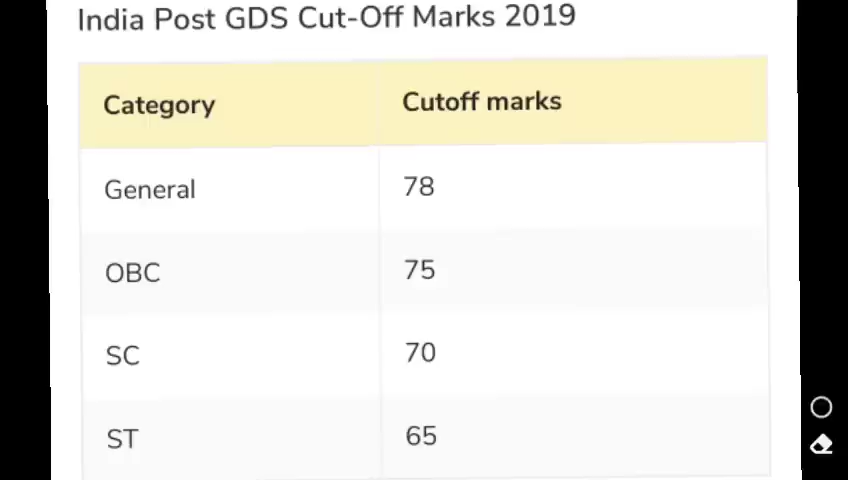 India Post GDS Cut-Off Marks 2019
Category Cutoff marks
General 78
OBC 75
SC 70
ST 65